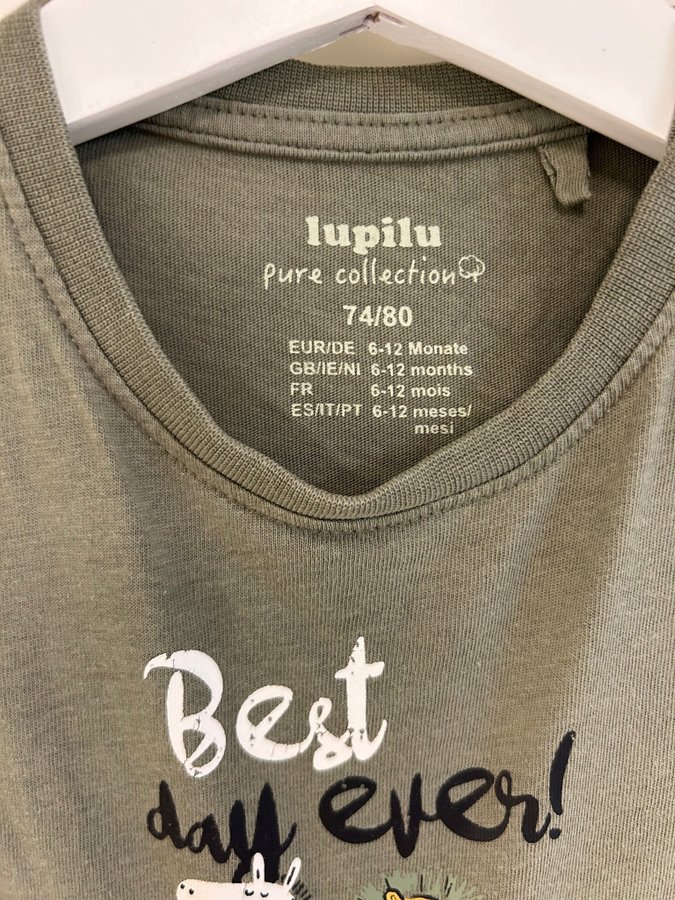 lupilu
pure collection
74/80
EUR/DE 6-12 Monate
GB/IE/NI 6-12 months
FR 6-12 mois
ES/IT/PT 6-12 meses/
mesi
Best
day ever!